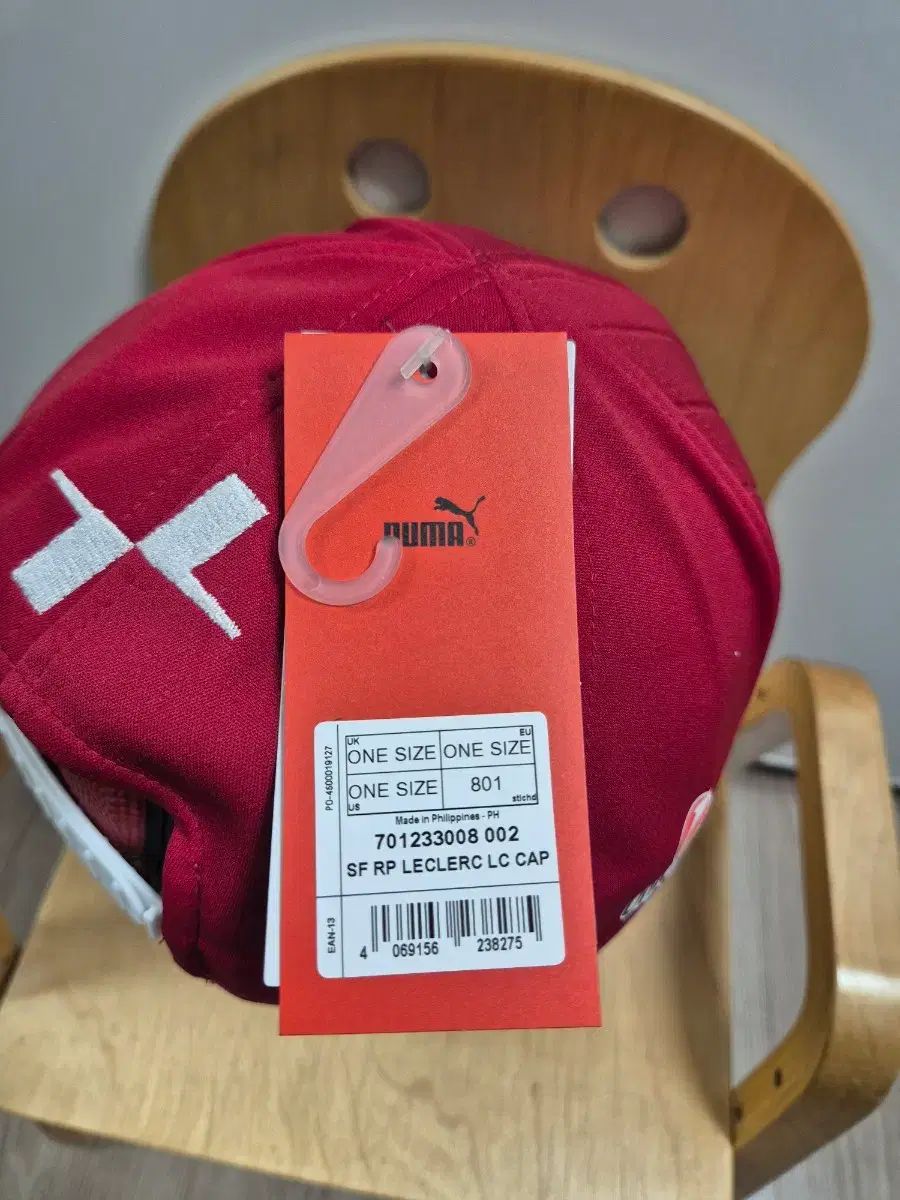 PUMA®
PO-4500019127
UK
EU
ONE SIZE ONE SIZE
ONE SIZE 801
US
stichd
Made in Philippines - PH
701233008 002
SF RP LECLERC LC CAP
EAN-13
4 069156 238275